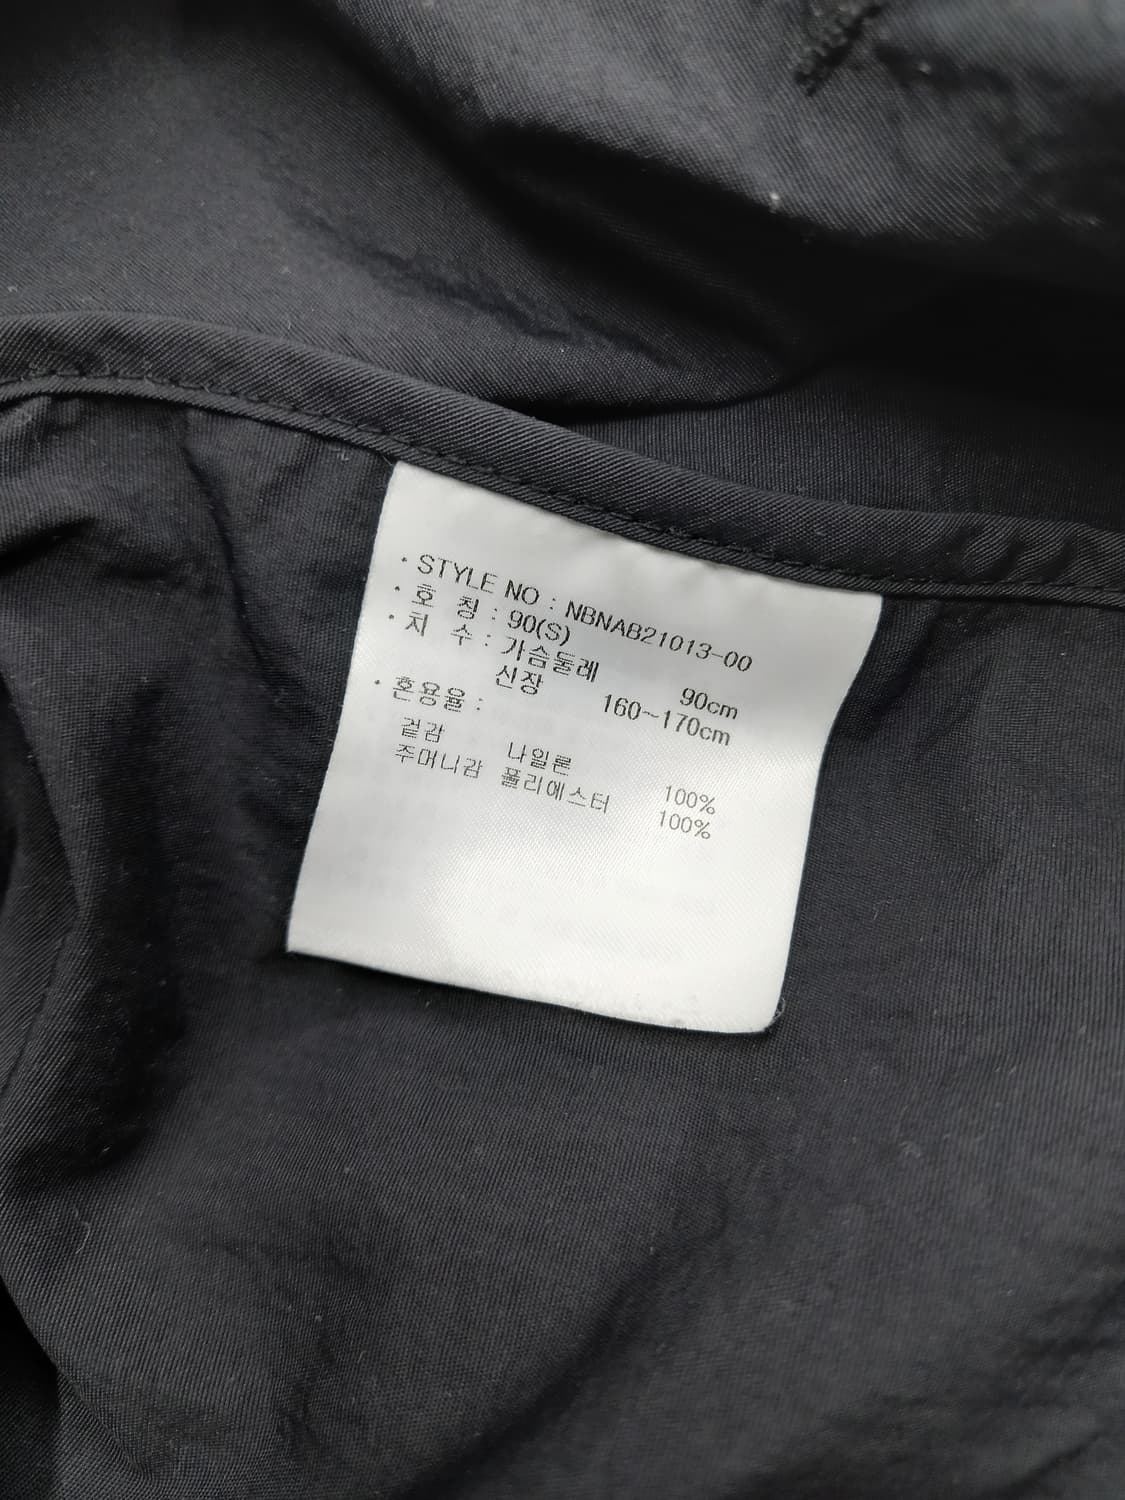 · STYLE NO : NBNAB21013-00
· 호 칭 : 90(S)
· 치 수 : 가슴둘레 90cm
신장 160~170cm
· 혼용율 :
겉감 나일론 100%
주머니감 폴리에스터 100%